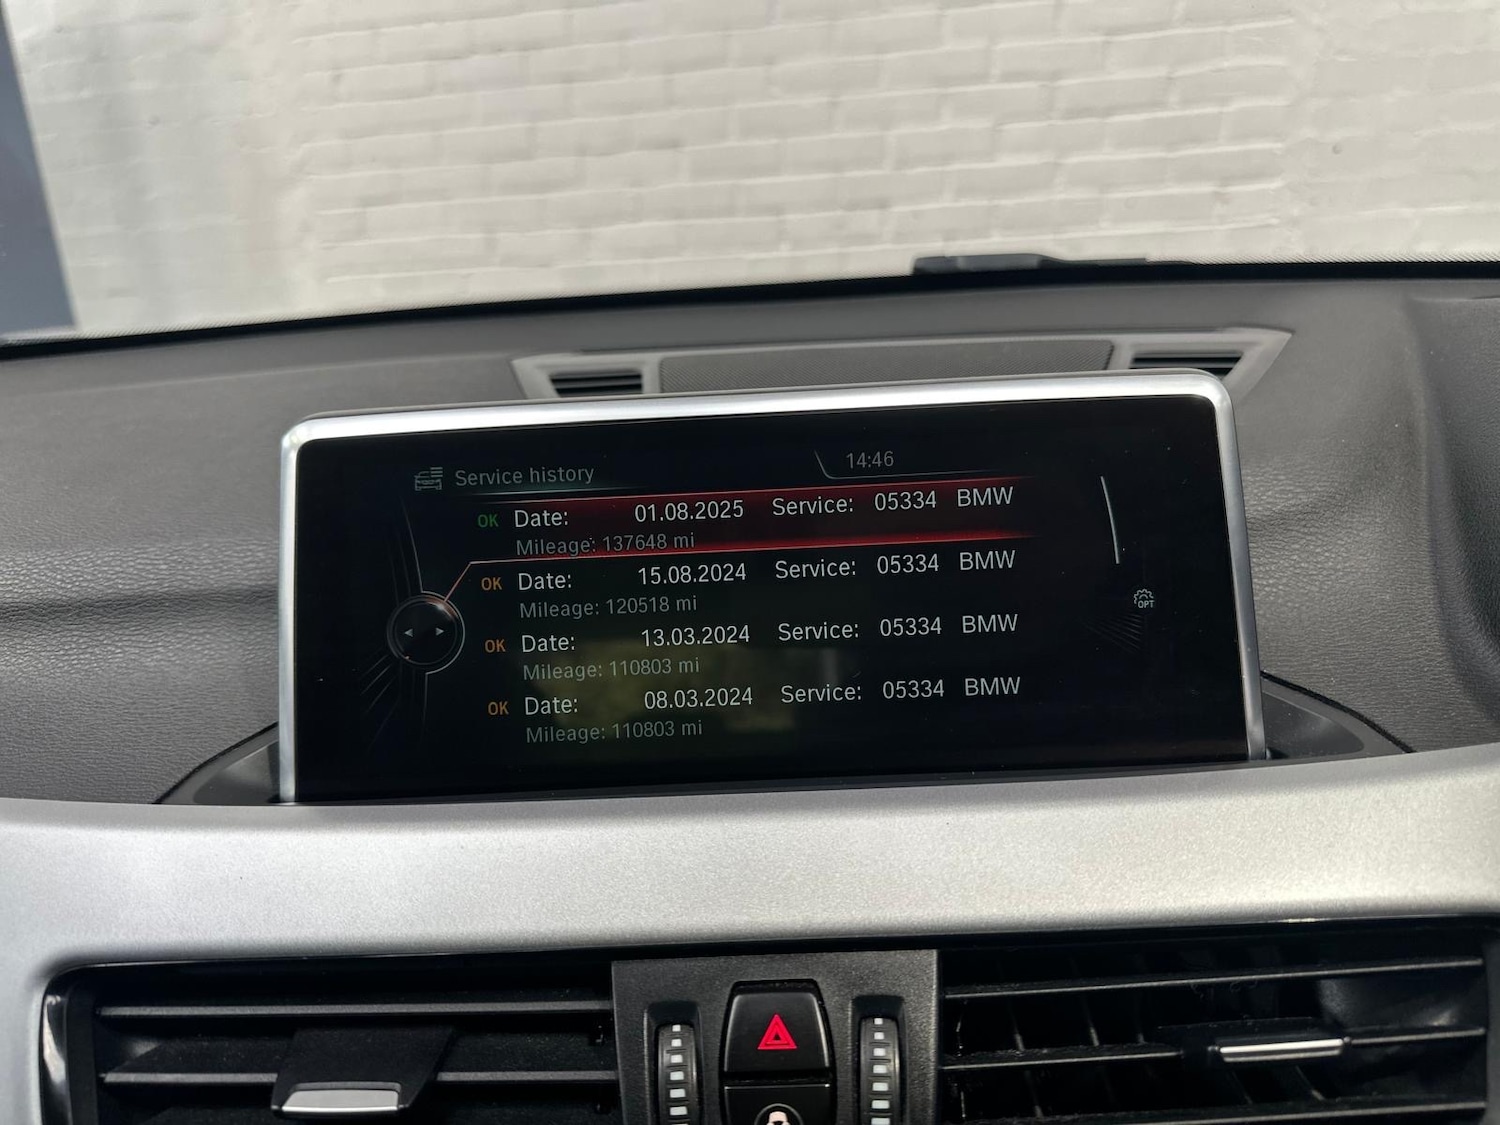 Service history 14:46
OK Date: 01.08.2025 Service: 05334 BMW
Mileage: 137648 mi
OK Date: 15.08.2024 Service: 05334 BMW
Mileage: 120518 mi
OK Date: 13.03.2024 Service: 05334 BMW
Mileage: 110803 mi
OPT
OK Date: 08.03.2024 Service: 05334 BMW
Mileage: 110803 mi